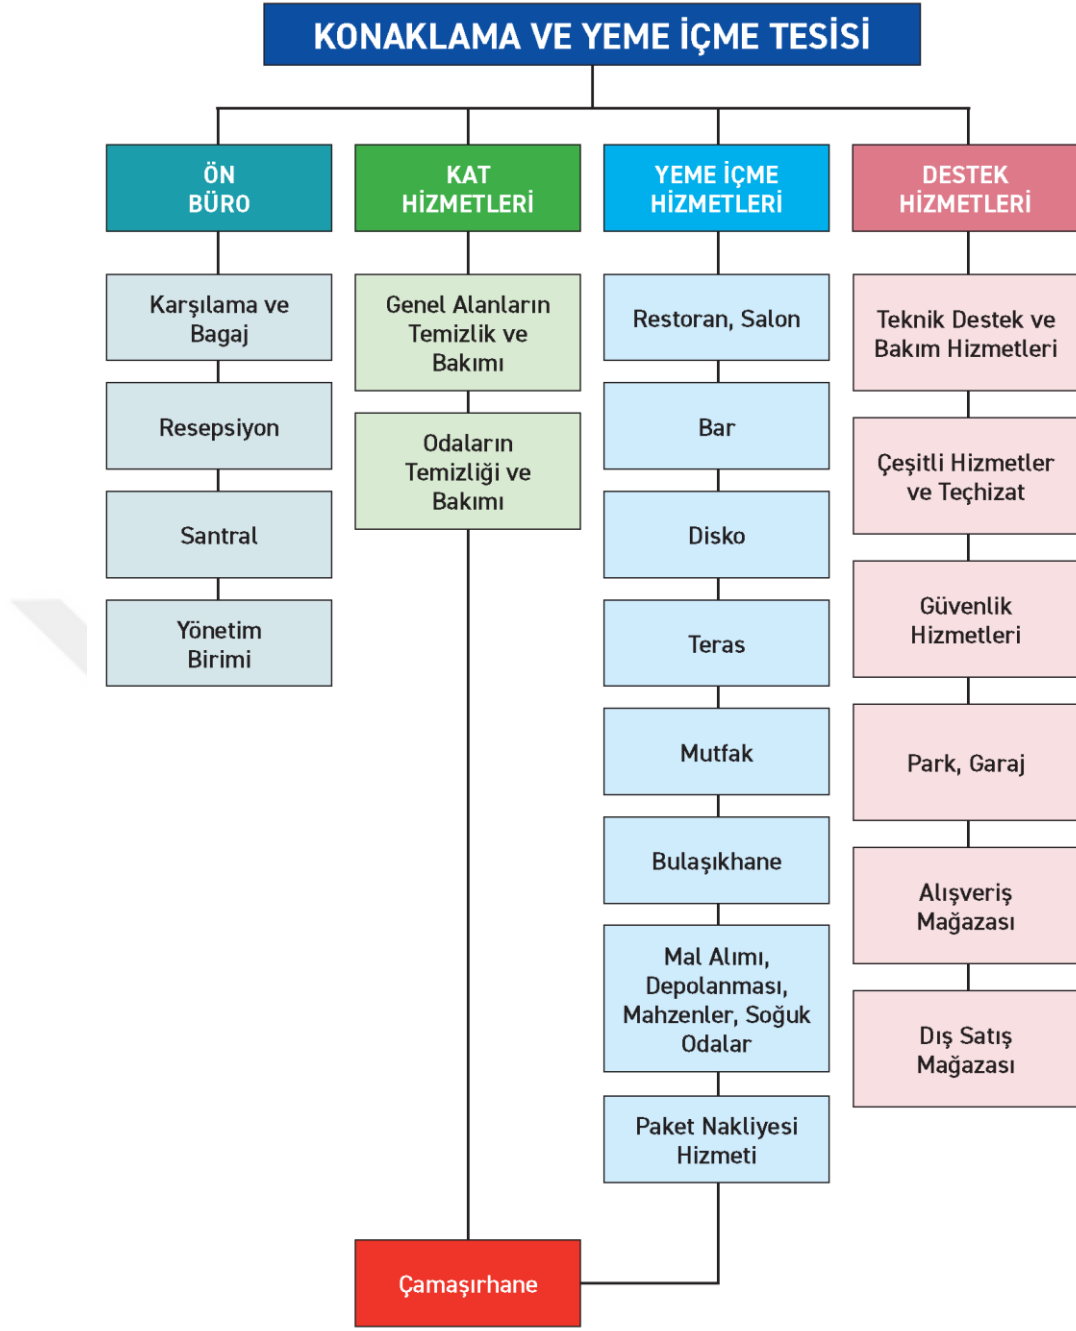 KONAKLAMA VE YEME İÇME TESİSİ
ÖN
BÜRO
Karşılama ve
Bagaj
Resepsiyon
Santral
Yönetim
Birimi
KAT
HİZMETLERİ
Genel Alanların
Temizlik ve
Bakımı
Odaların
Temizliği ve
Bakımı
YEME İÇME
HİZMETLERİ
Restoran, Salon
Bar
Disko
Teras
Mutfak
Bulaşıkhane
Mal Alımı,
Depolanması,
Mahzenler, Soğuk
Odalar
Paket Nakliyesi
Hizmeti
DESTEK
HİZMETLERİ
Teknik Destek ve
Bakım Hizmetleri
Çeşitli Hizmetler
ve Teçhizat
Güvenlik
Hizmetleri
Park, Garaj
Alışveriş
Mağazası
Dış Satış
Mağazası
Çamaşırhane